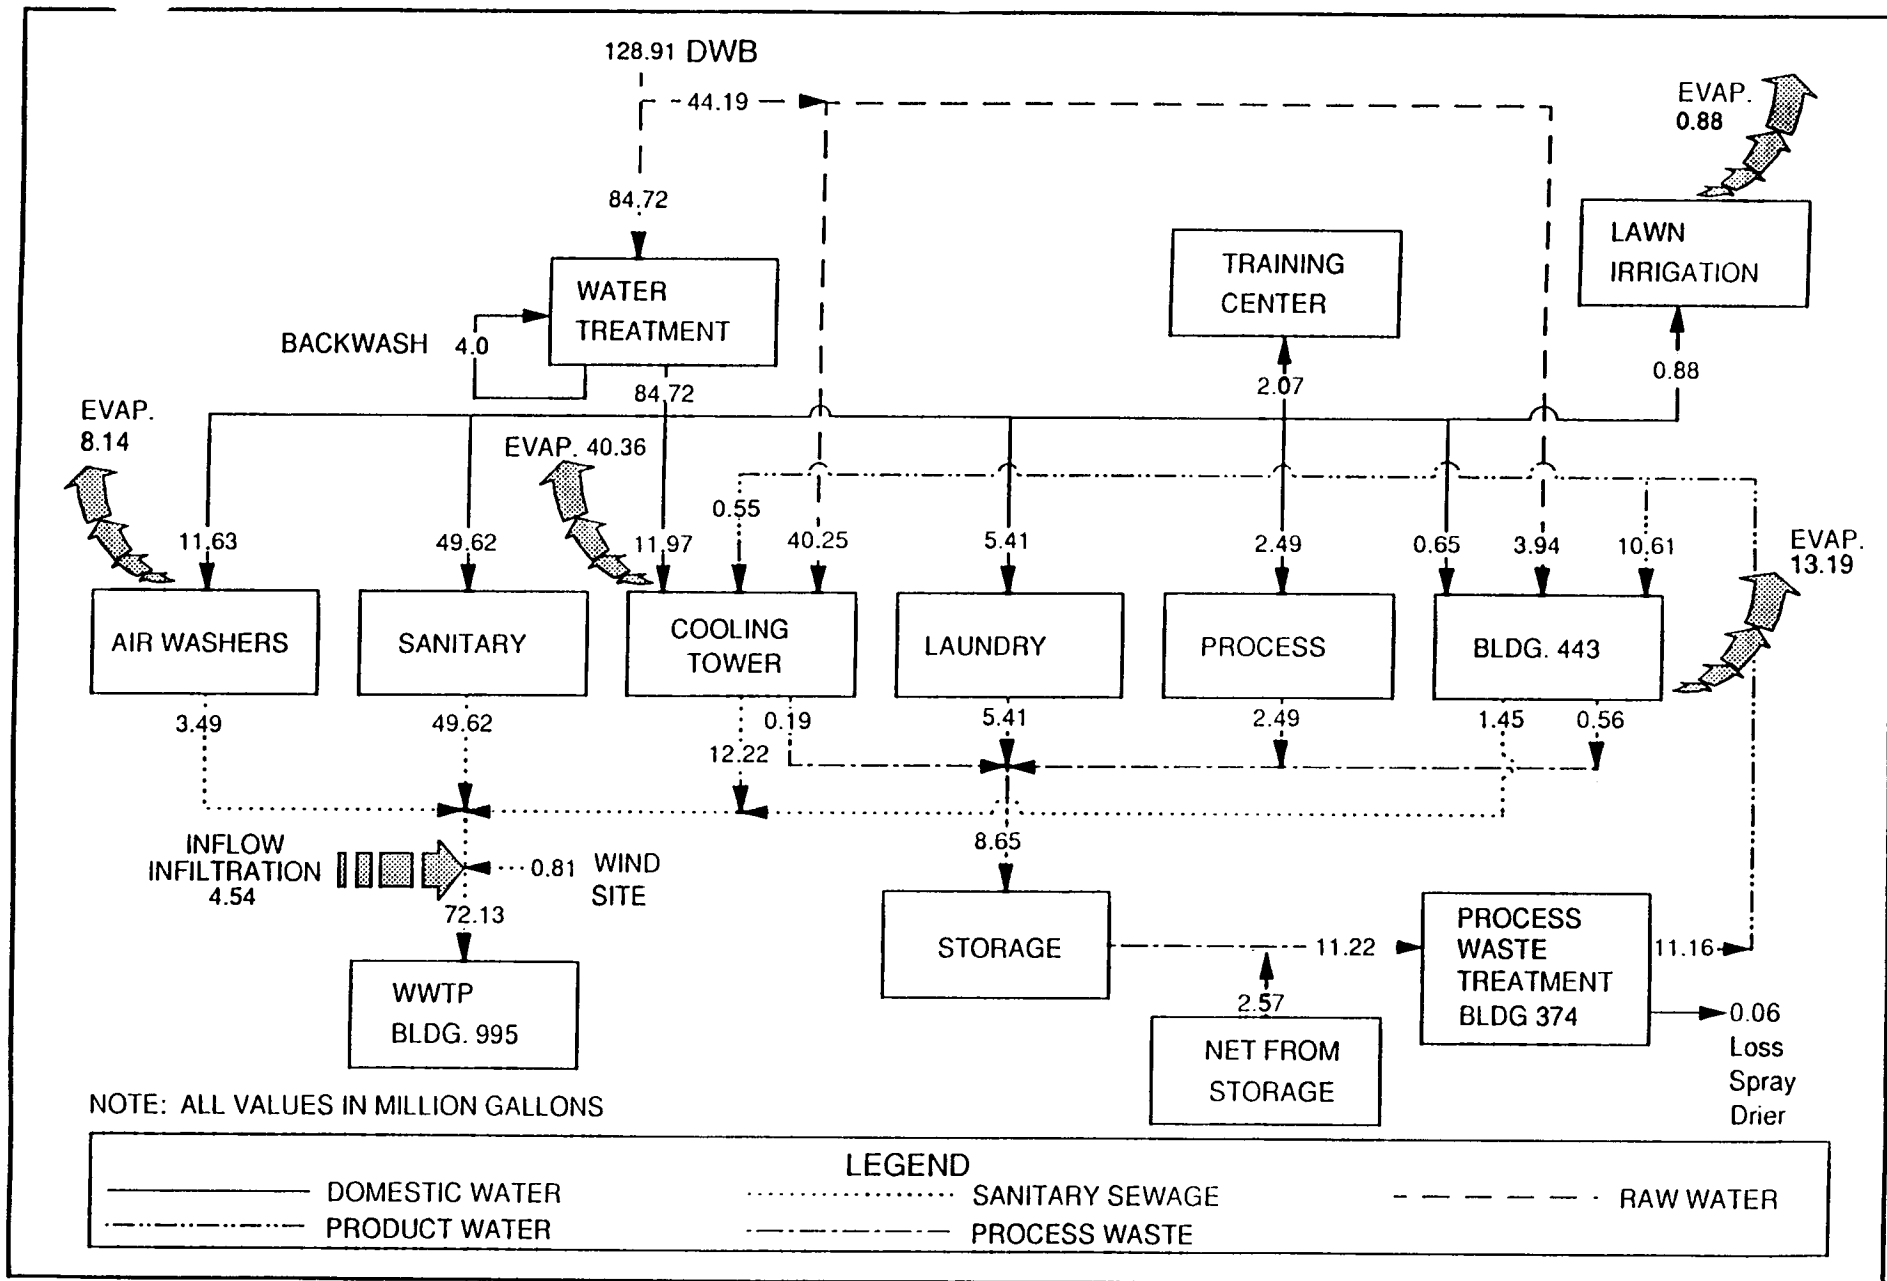 128.91 DWB
44.19
EVAP.
0.88
84.72
LAWN
IRRIGATION
TRAINING
CENTER
WATER
TREATMENT
BACKWASH
4.0
84.72
2.07
0.88
EVAP.
8.14
EVAP. 40.36
11.63
49.62
11.97
0.55
40.25
5.41
2.49
0.65
3.94
10.61
EVAP.
13.19
AIR WASHERS
SANITARY
COOLING
TOWER
LAUNDRY
PROCESS
BLDG. 443
3.49
49.62
12.22
0.19
5.41
2.49
1.45
0.56
INFLOW
INFILTRATION
4.54
0.81
WIND
SITE
72.13
8.65
WWTP
BLDG. 995
STORAGE
11.22
2.57
NET FROM
STORAGE
PROCESS
WASTE
TREATMENT
BLDG 374
11.16
0.06
Loss
Spray
Drier
NOTE: ALL VALUES IN MILLION GALLONS
LEGEND
DOMESTIC WATER
SANITARY SEWAGE
RAW WATER
PRODUCT WATER
PROCESS WASTE